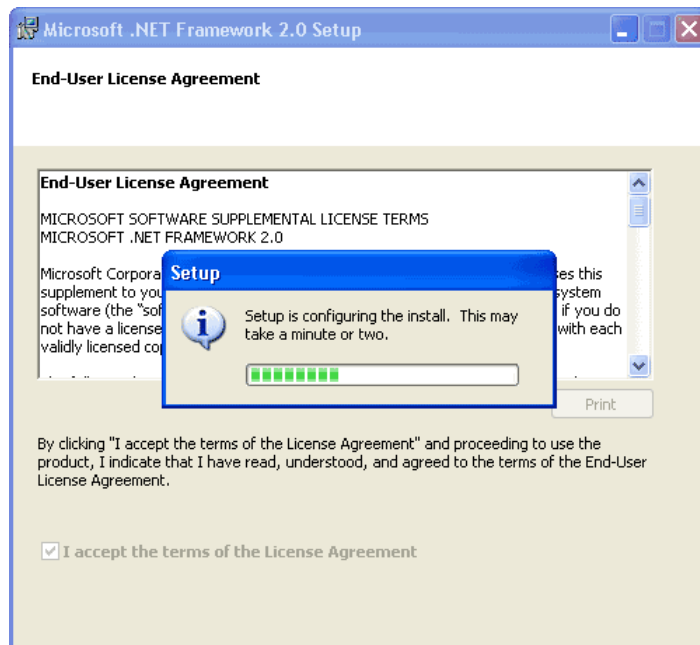 Microsoft .NET Framework 2.0 Setup
End-User License Agreement
End-User License Agreement
MICROSOFT SOFTWARE SUPPLEMENTAL LICENSE TERMS
MICROSOFT .NET FRAMEWORK 2.0
Microsoft Corpora ses this
supplement to you system
software (the "sof if you do
not have a license with each
validly licensed co
Setup
Setup is configuring the install. This may
take a minute or two.
Print
By clicking "I accept the terms of the License Agreement" and proceeding to use the
product, I indicate that I have read, understood, and agreed to the terms of the End-User
License Agreement.
I accept the terms of the License Agreement